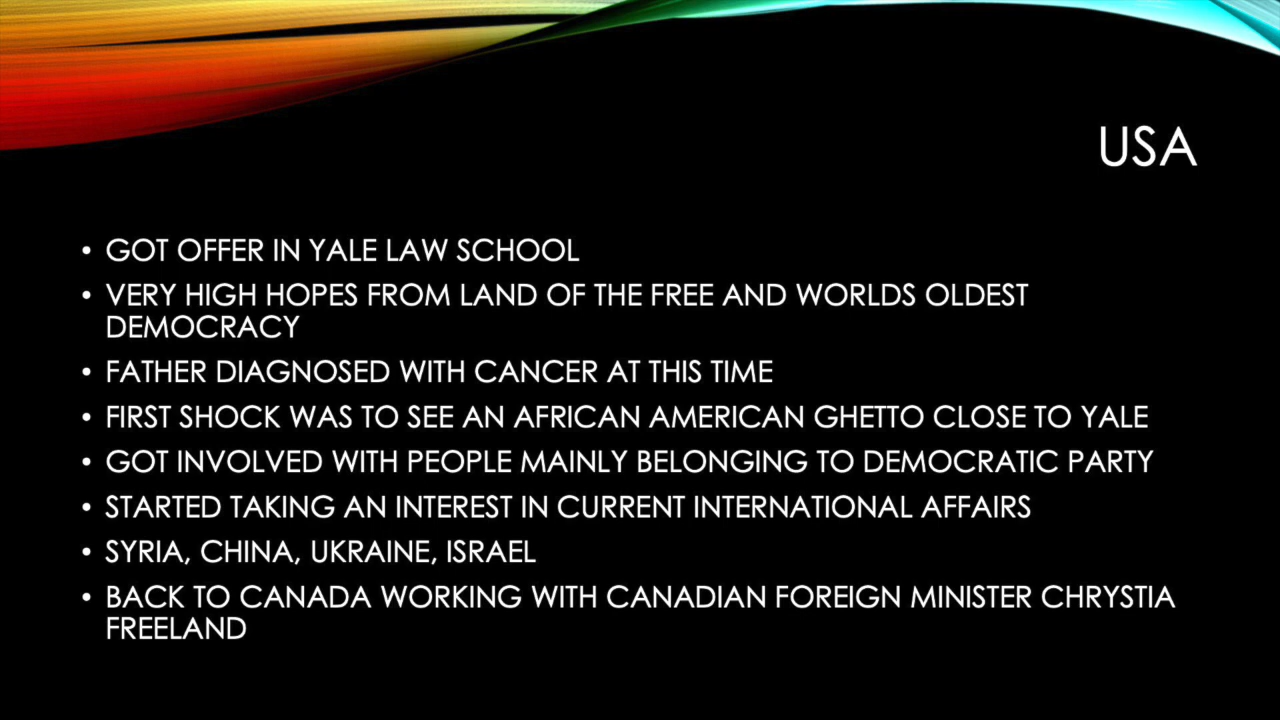 USA
• GOT OFFER IN YALE LAW SCHOOL
• VERY HIGH HOPES FROM LAND OF THE FREE AND WORLDS OLDEST
DEMOCRACY
• FATHER DIAGNOSED WITH CANCER AT THIS TIME
• FIRST SHOCK WAS TO SEE AN AFRICAN AMERICAN GHETTO CLOSE TO YALE
• GOT INVOLVED WITH PEOPLE MAINLY BELONGING TO DEMOCRATIC PARTY
• STARTED TAKING AN INTEREST IN CURRENT INTERNATIONAL AFFAIRS
• SYRIA, CHINA, UKRAINE, ISRAEL
• BACK TO CANADA WORKING WITH CANADIAN FOREIGN MINISTER CHRYSTIA
FREELAND